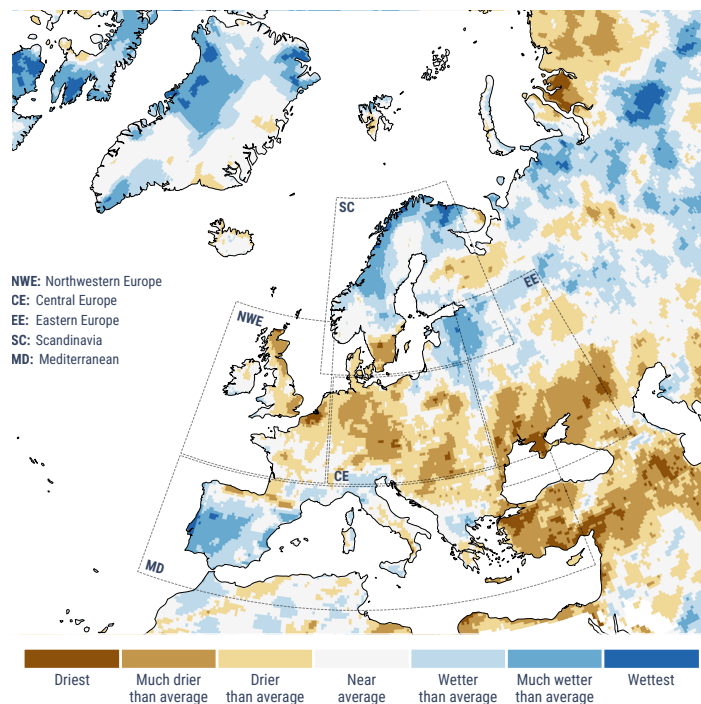 SC
EE
NWE: Northwestern Europe
CE: Central Europe
EE: Eastern Europe
SC: Scandinavia
MD: Mediterranean
NWE
CE
MD
Driest
Much drier
than average
Drier
than average
Near
average
Wetter
than average
Much wetter
than average
Wettest